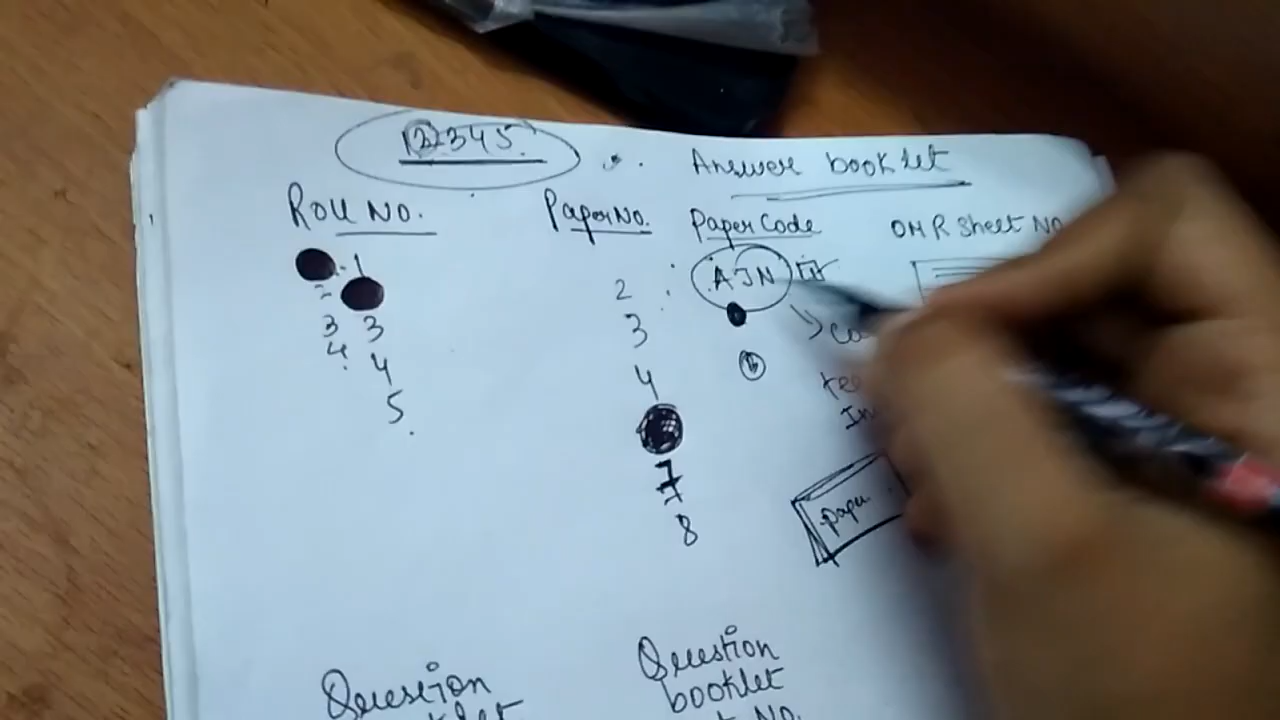 12345
Answer booklet
Roll No.
Paper No.
Paper Code
OMR Sheet No
1
3
4
3
4
5
2
3
4
7
8
AJN
paper
Question
Question
booklet
No.